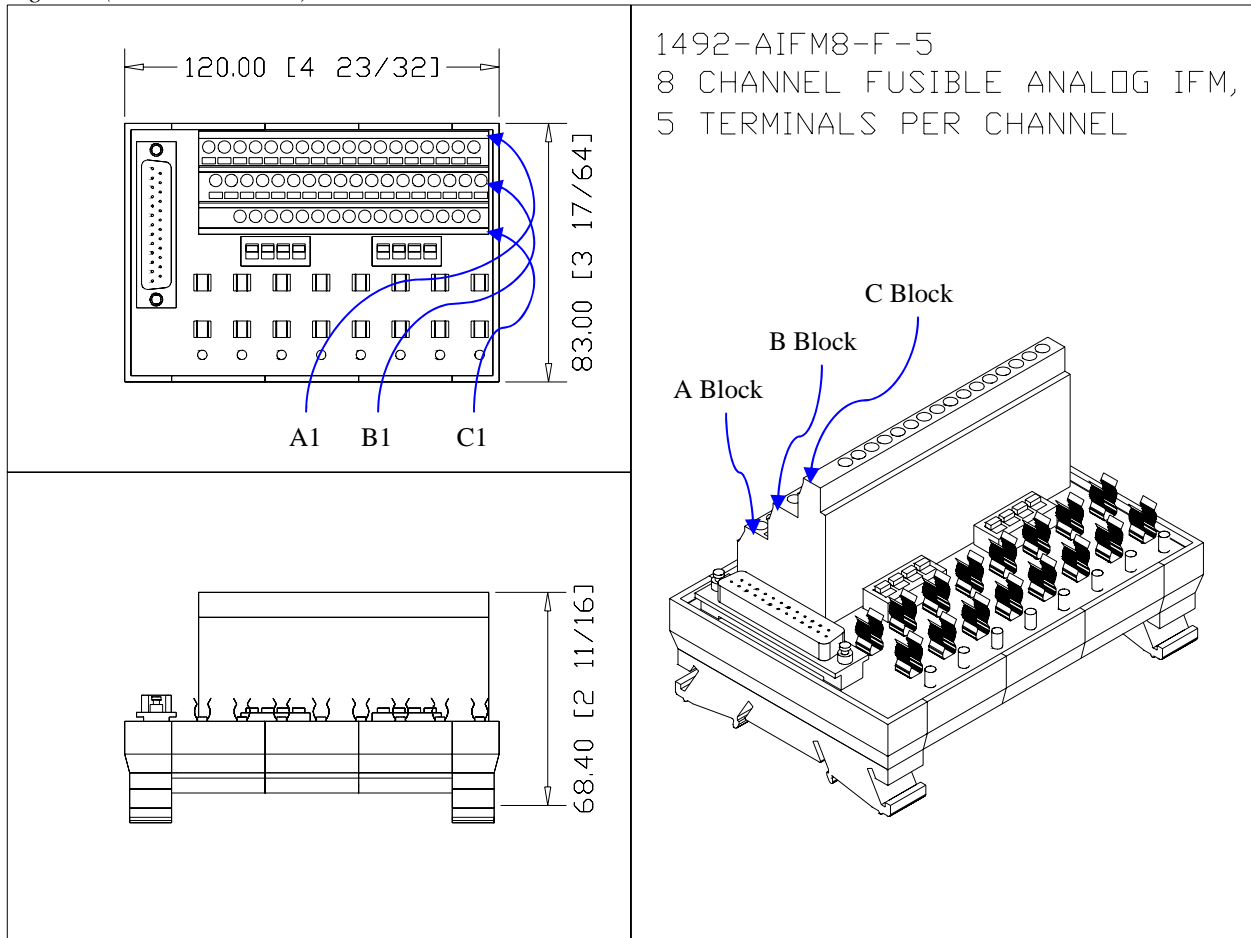 120.00 [4 23/32]
83.00 [3 17/64]
A1 B1 C1
68.40 [2 11/16]
1492-AIFM8-F-5
8 CHANNEL FUSIBLE ANALOG IFM,
5 TERMINALS PER CHANNEL
C Block
B Block
A Block